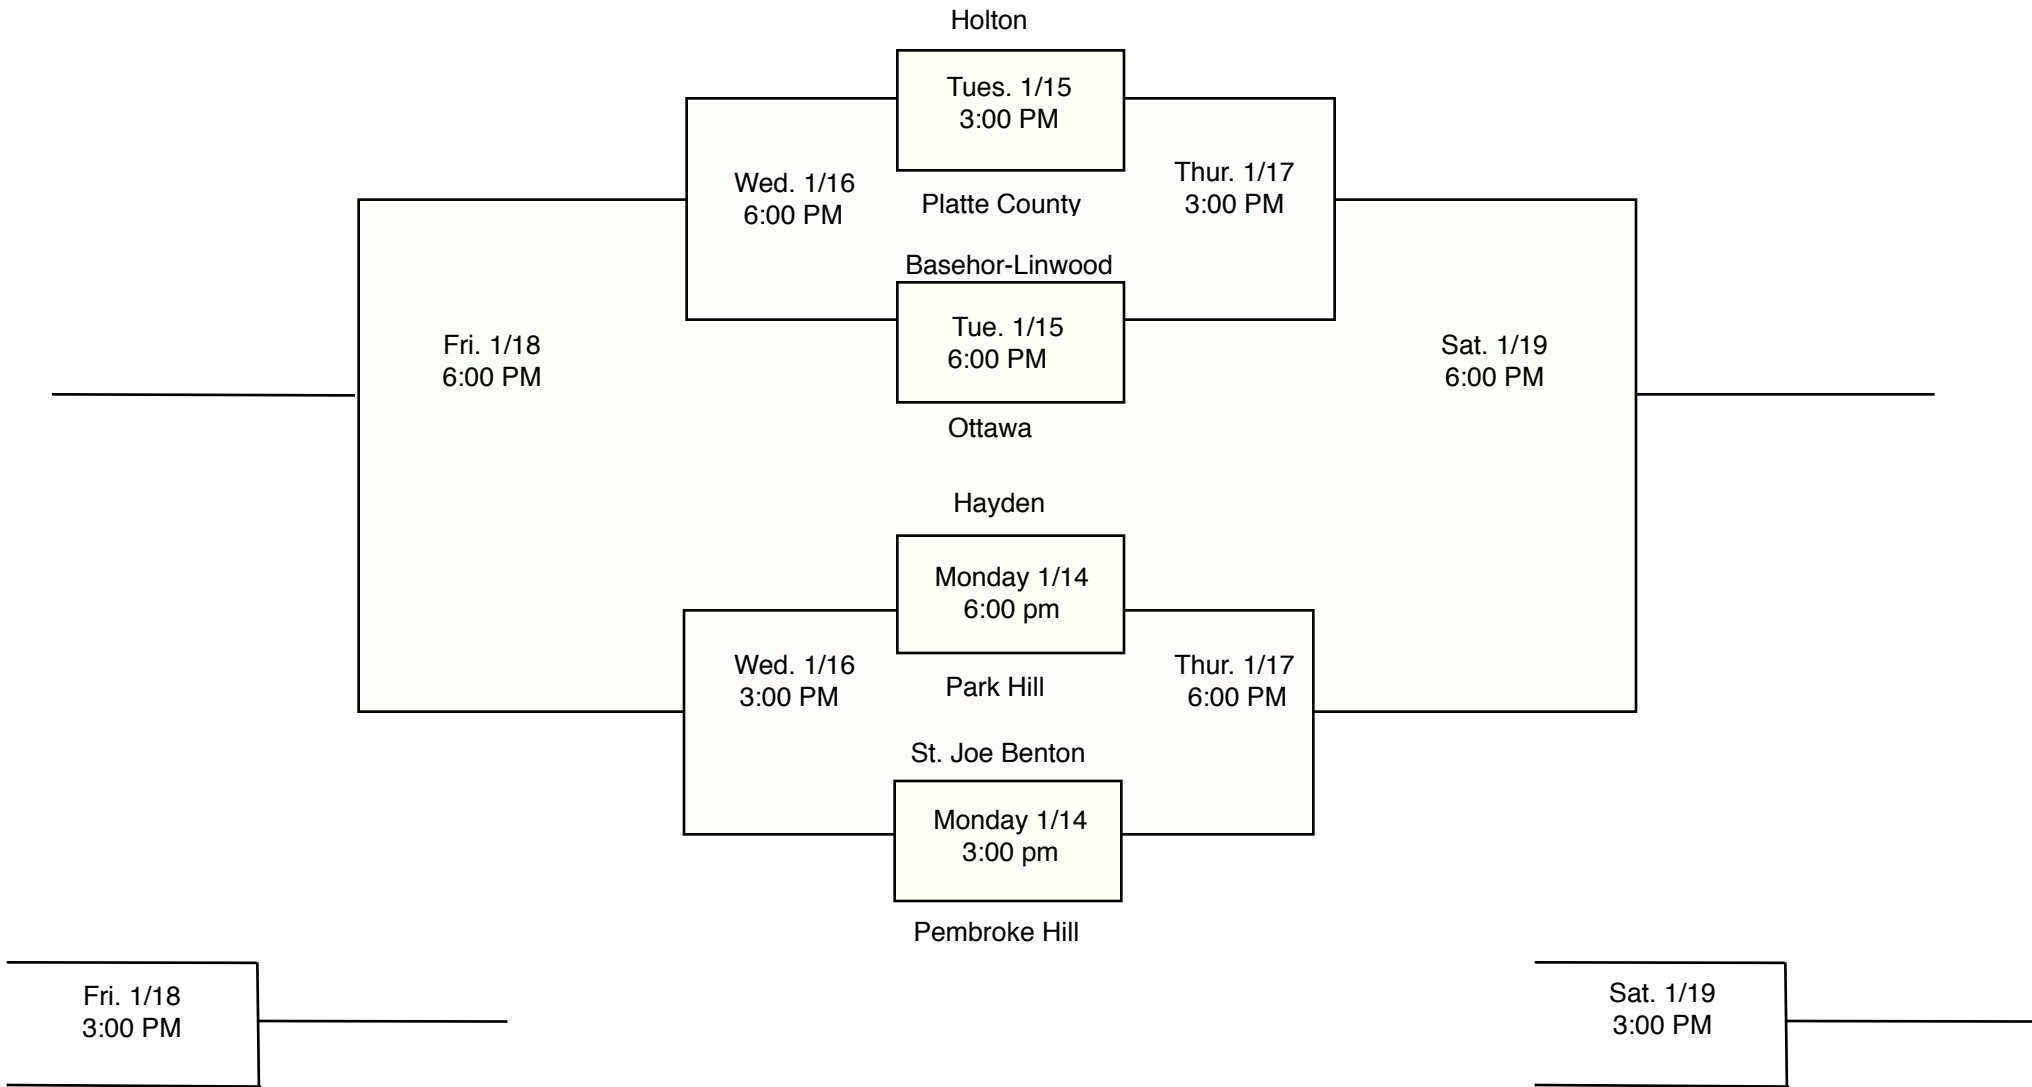 Holton
Tues. 1/15
3:00 PM
Wed. 1/16
6:00 PM
Thur. 1/17
3:00 PM
Platte County
Basehor-Linwood
Tue. 1/15
6:00 PM
Fri. 1/18
6:00 PM
Sat. 1/19
6:00 PM
Ottawa
Hayden
Monday 1/14
6:00 pm
Wed. 1/16
3:00 PM
Thur. 1/17
6:00 PM
Park Hill
St. Joe Benton
Monday 1/14
3:00 pm
Pembroke Hill
Fri. 1/18
3:00 PM
Sat. 1/19
3:00 PM